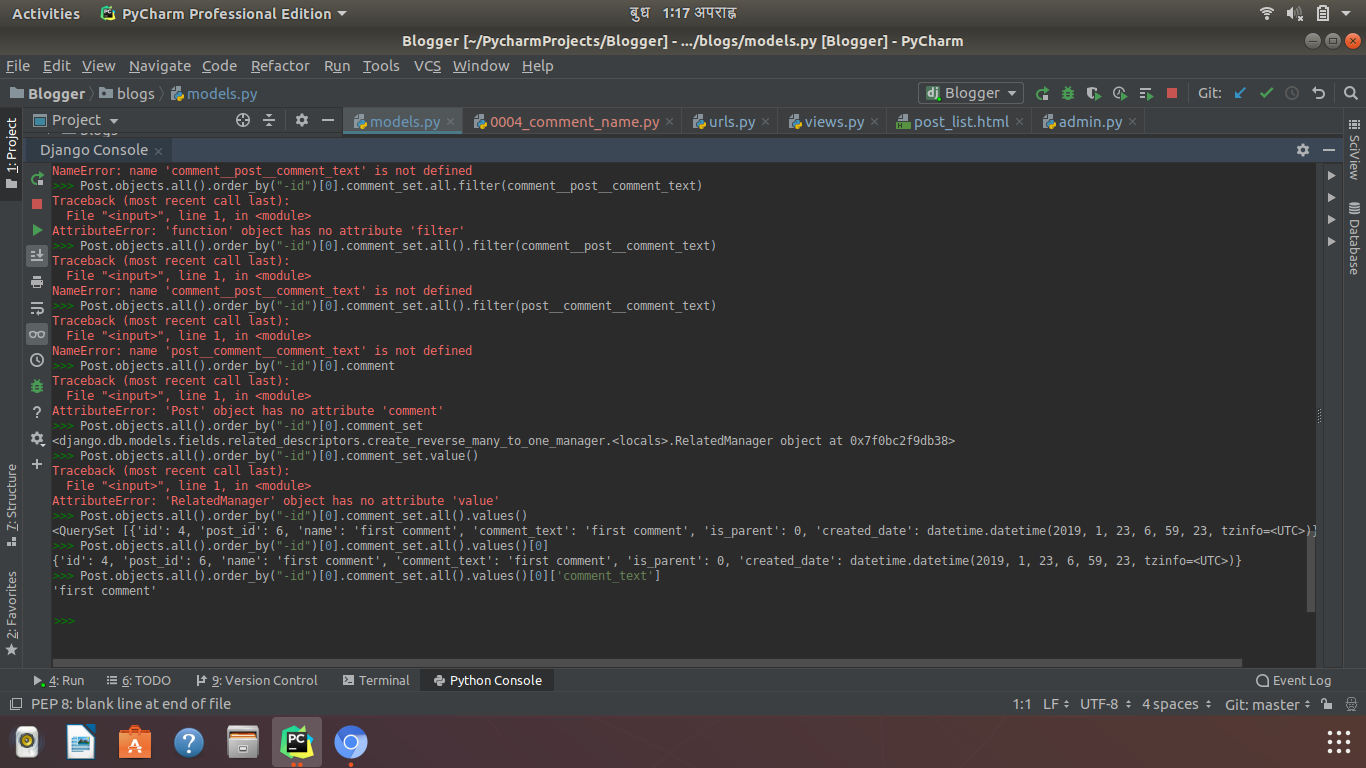 Activities PyCharm Professional Edition बुध 1:17 अपराह्न
Blogger [~/PycharmProjects/Blogger] - .../blogs/models.py [Blogger] - PyCharm
File Edit View Navigate Code Refactor Run Tools VCS Window Help
Blogger blogs models.py dj Blogger Git:
1: Project Project models.py 0004_comment_name.py urls.py views.py post_list.html admin.py
blogs
Django Console
NameError: name 'comment__post__comment_text' is not defined
>>> Post.objects.all().order_by("-id")[0].comment_set.all.filter(comment__post__comment_text)
Traceback (most recent call last):
File "<input>", line 1, in <module>
AttributeError: 'function' object has no attribute 'filter'
>>> Post.objects.all().order_by("-id")[0].comment_set.all().filter(comment__post__comment_text)
Traceback (most recent call last):
File "<input>", line 1, in <module>
NameError: name 'comment__post__comment_text' is not defined
>>> Post.objects.all().order_by("-id")[0].comment_set.all().filter(post__comment__comment_text)
Traceback (most recent call last):
File "<input>", line 1, in <module>
NameError: name 'post__comment__comment_text' is not defined
>>> Post.objects.all().order_by("-id")[0].comment
Traceback (most recent call last):
File "<input>", line 1, in <module>
AttributeError: 'Post' object has no attribute 'comment'
>>> Post.objects.all().order_by("-id")[0].comment_set
<django.db.models.fields.related_descriptors.create_reverse_many_to_one_manager.<locals>.RelatedManager object at 0x7f0bc2f9db38>
>>> Post.objects.all().order_by("-id")[0].comment_set.value()
Traceback (most recent call last):
File "<input>", line 1, in <module>
AttributeError: 'RelatedManager' object has no attribute 'value'
>>> Post.objects.all().order_by("-id")[0].comment_set.all().values()
<QuerySet [{'id': 4, 'post_id': 6, 'name': 'first comment', 'comment_text': 'first comment', 'is_parent': 0, 'created_date': datetime.datetime(2019, 1, 23, 6, 59, 23, tzinfo=<UTC>)}
>>> Post.objects.all().order_by("-id")[0].comment_set.all().values()[0]
{'id': 4, 'post_id': 6, 'name': 'first comment', 'comment_text': 'first comment', 'is_parent': 0, 'created_date': datetime.datetime(2019, 1, 23, 6, 59, 23, tzinfo=<UTC>)}
>>> Post.objects.all().order_by("-id")[0].comment_set.all().values()[0]['comment_text']
'first comment'
>>>
SciView
Database
7: Structure
2: Favorites
4: Run 6: TODO 9: Version Control Terminal Python Console Event Log
PEP 8: blank line at end of file 1:1 LF UTF-8 4 spaces Git: master
PC